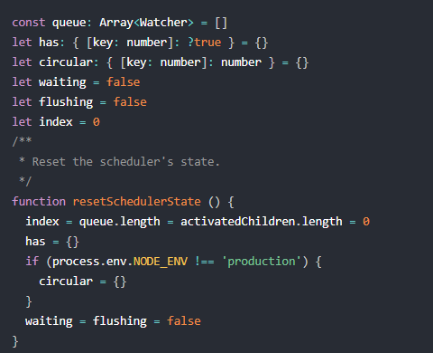 const queue: Array<Watcher> = []
let has: { [key: number]: ?true } = {}
let circular: { [key: number]: number } = {}
let waiting = false
let flushing = false
let index = 0
/**
 * Reset the scheduler's state.
 */
function resetSchedulerState () {
  index = queue.length = activatedChildren.length = 0
  has = {}
  if (process.env.NODE_ENV !== 'production') {
    circular = {}
  }
  waiting = flushing = false
}